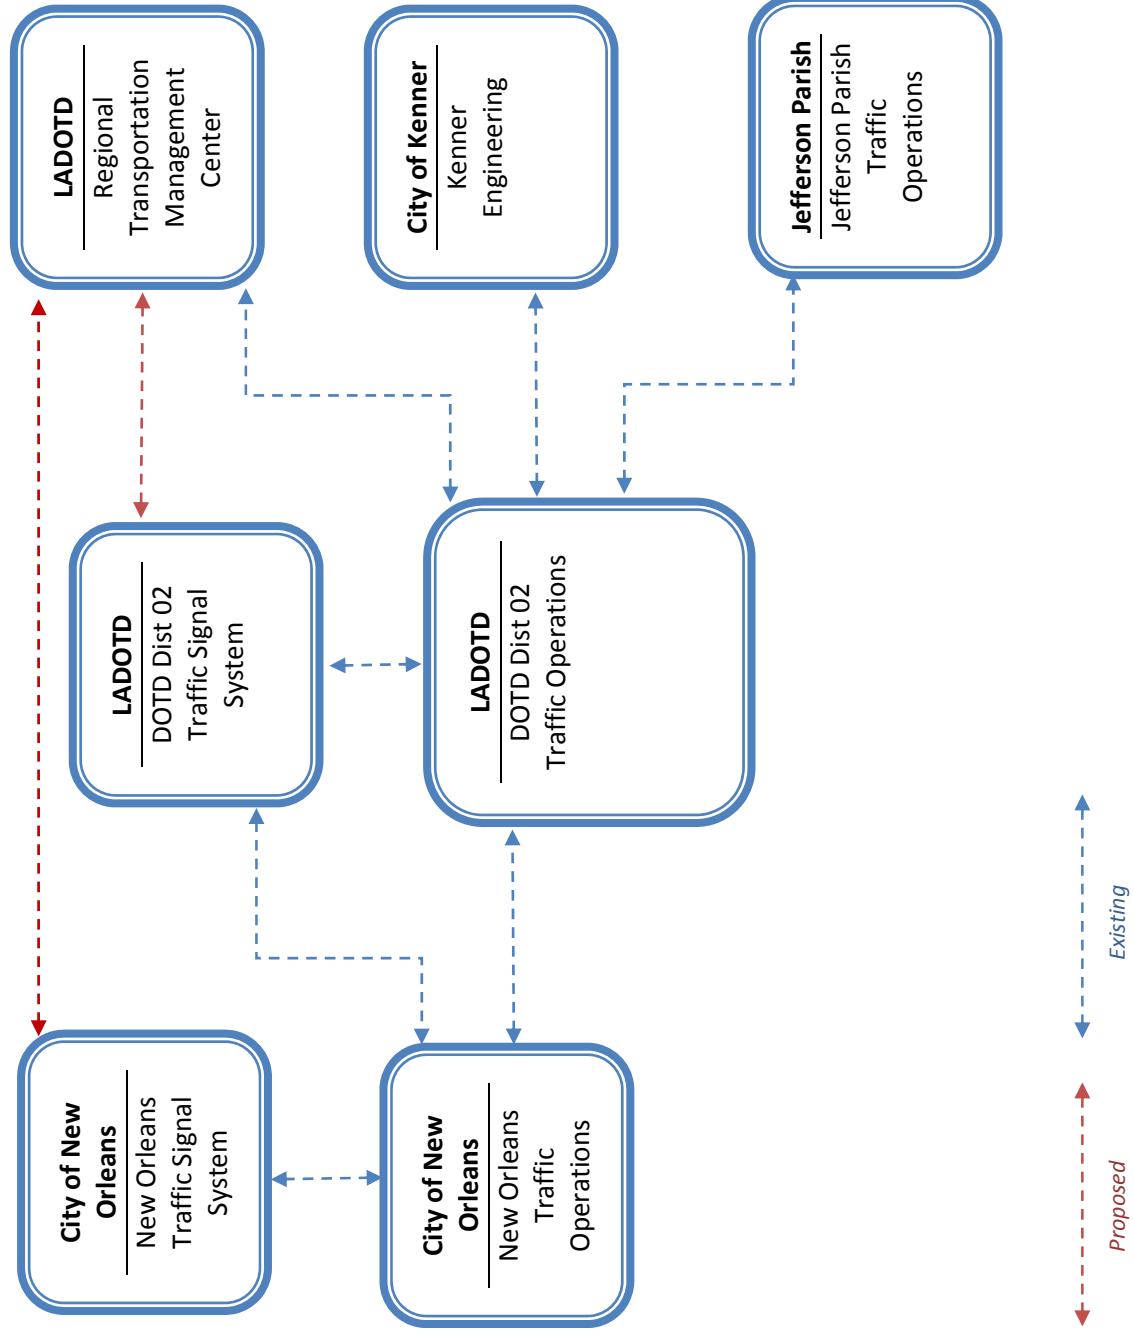 City of New
Orleans
New Orleans
Traffic Signal
System
LADOTD
DOTD Dist 02
Traffic Signal
System
LADOTD
Regional
Transportation
Management
Center
City of New
Orleans
New Orleans
Traffic
Operations
LADOTD
DOTD Dist 02
Traffic Operations
City of Kenner
Kenner
Engineering
Jefferson Parish
Jefferson Parish
Traffic
Operations
Proposed
Existing